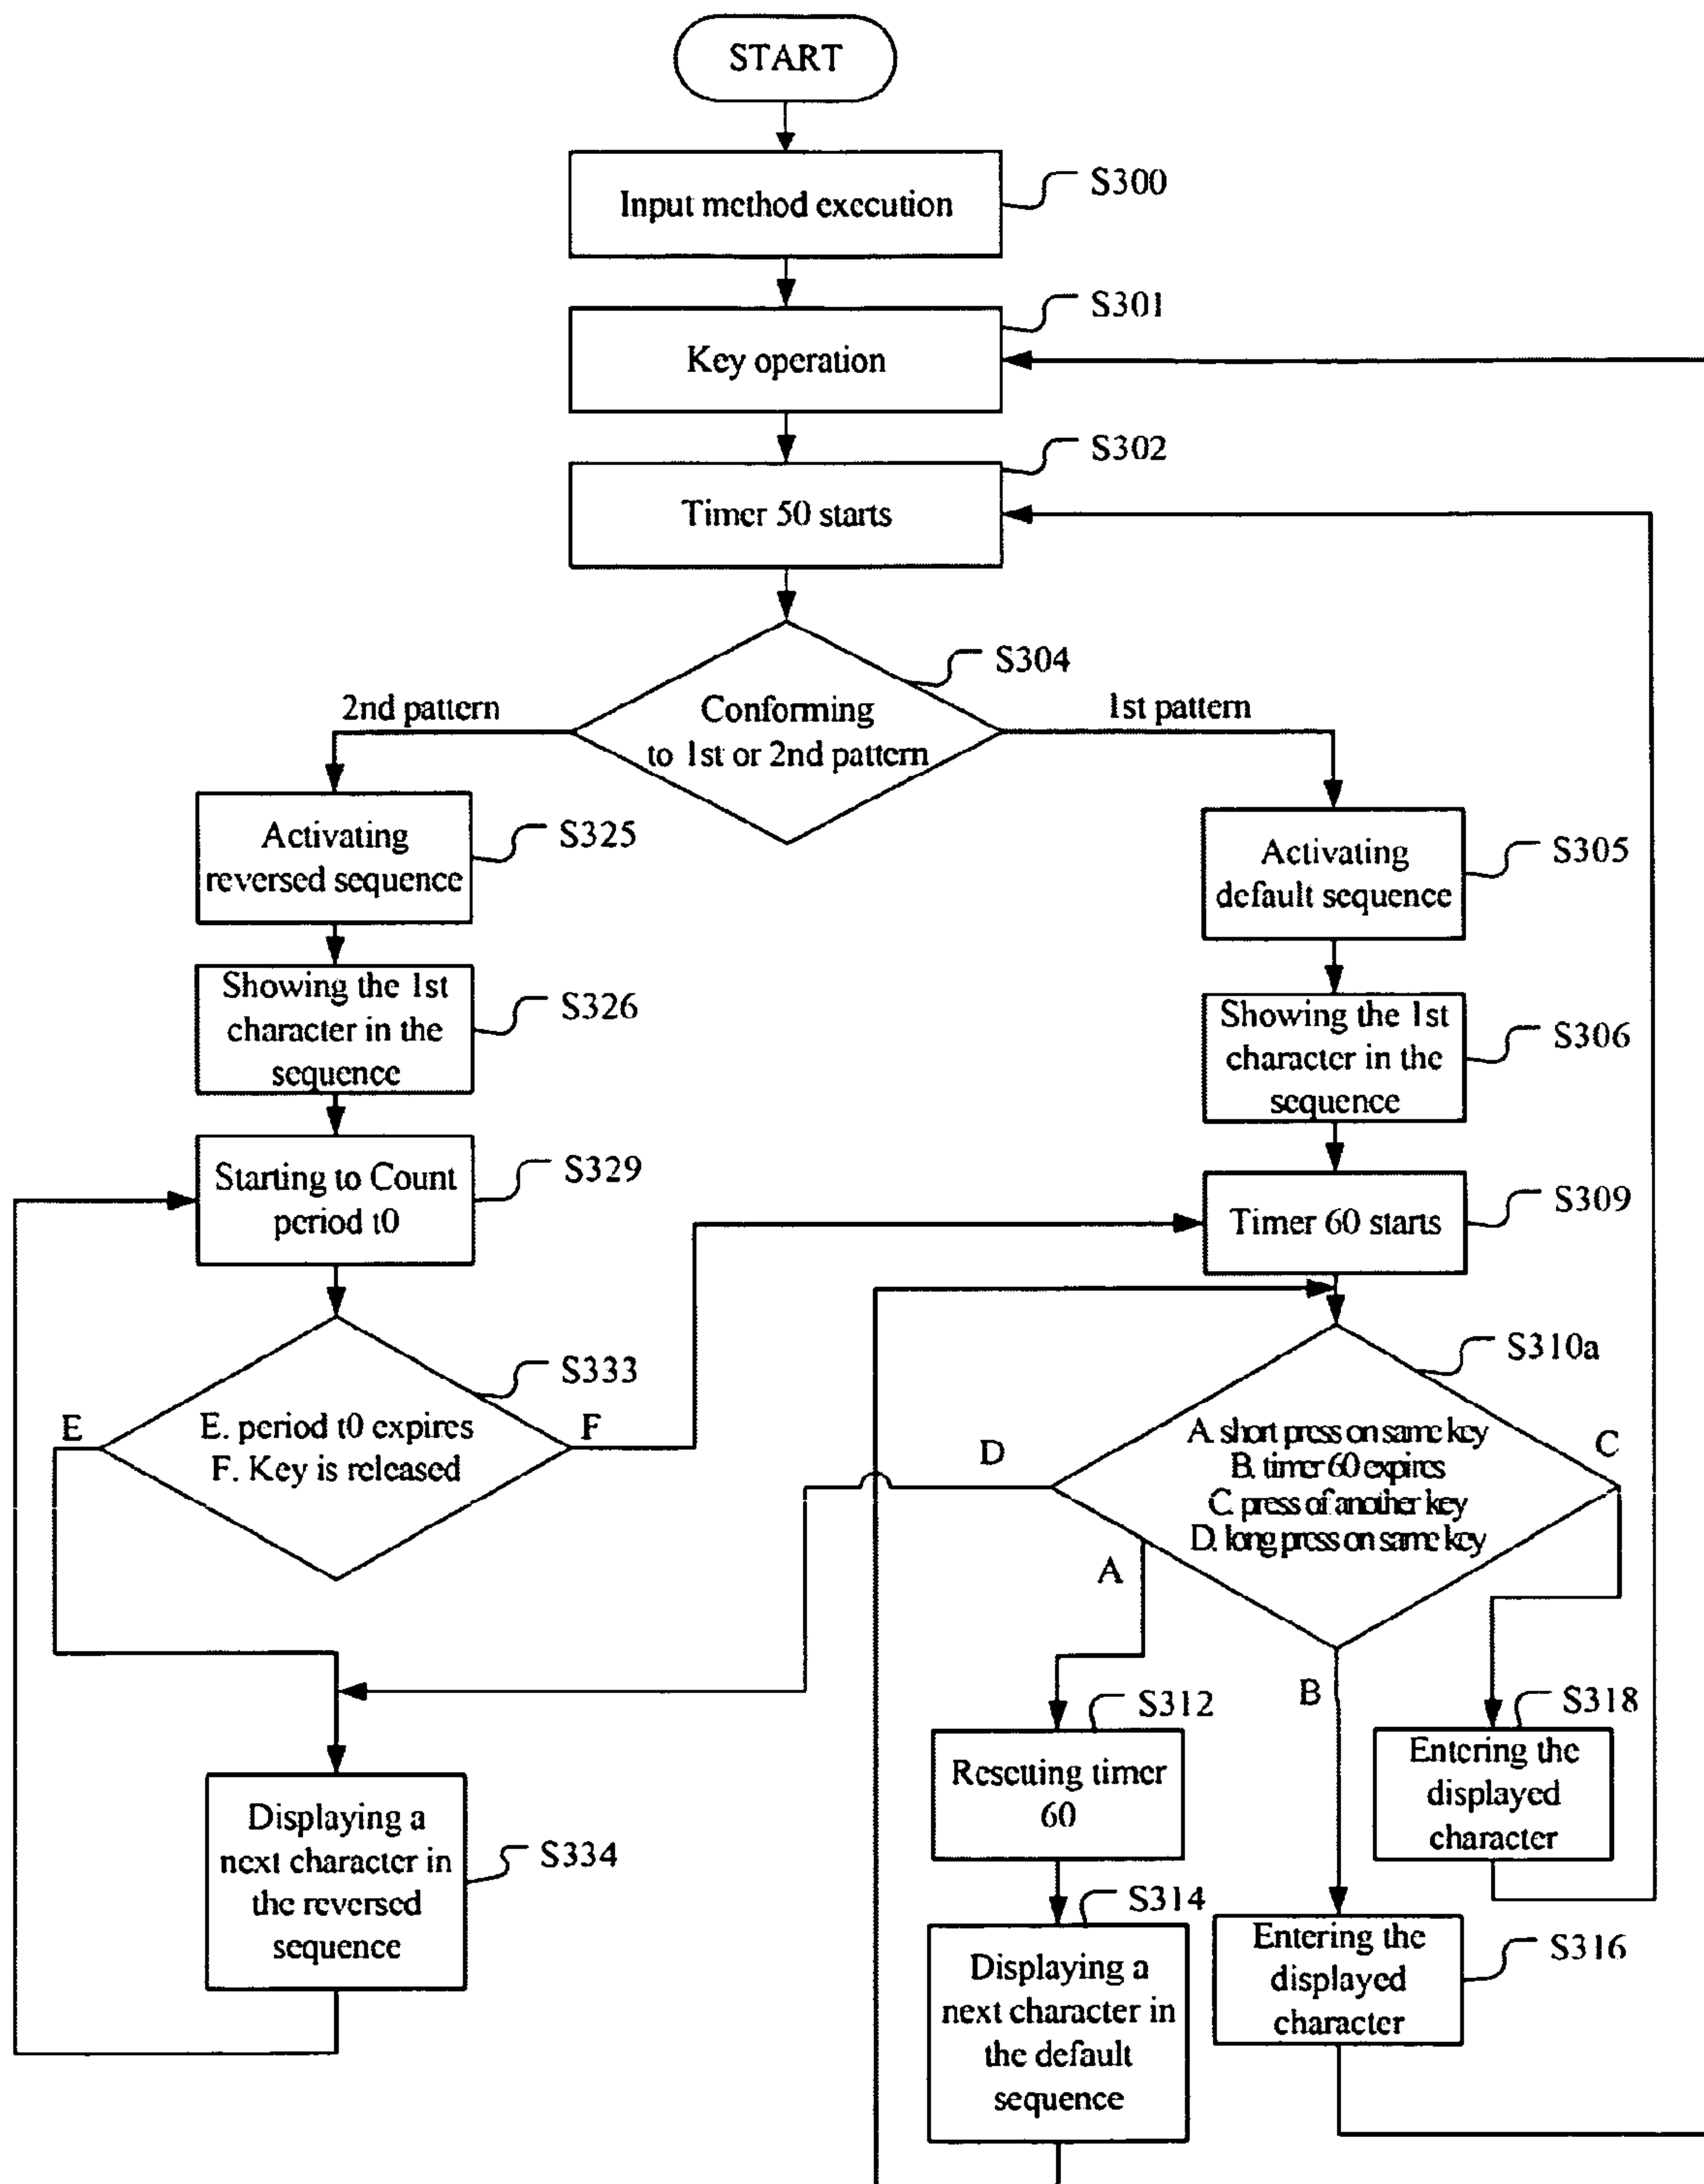 START
Input method execution
S300
S301
Key operation
S302
Timer 50 starts
S304
2nd pattern
Conforming
to 1st or 2nd pattern
1st pattern
Activating
reversed sequence
S325
Activating
default sequence
S305
Showing the 1st
character in the
sequence
S326
Showing the 1st
character in the
sequence
S306
Starting to Count
period t0
S329
Timer 60 starts
S309
S333
E
E. period t0 expires
F. Key is released
F
S310a
D
A. short press on same key
B. timer 60 expires
C. press of another key
D. long press on same key
C
A
B
S312
Resetting timer
60
S318
Entering the
displayed
character
Displaying a
next character in
the reversed
sequence
S334
S314
Displaying a
next character in
the default
sequence
Entering the
displayed
character
S316